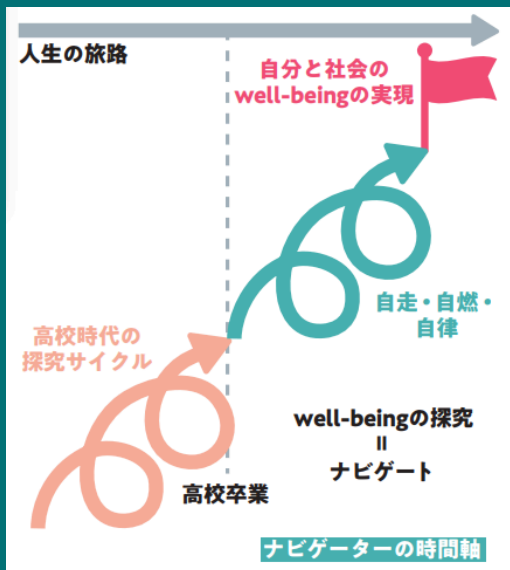 人生の旅路
自分と社会の
well-beingの実現
自走・自燃・
自律
高校時代の
探究サイクル
well-beingの探究
=
ナビゲート
高校卒業
ナビゲーターの時間軸